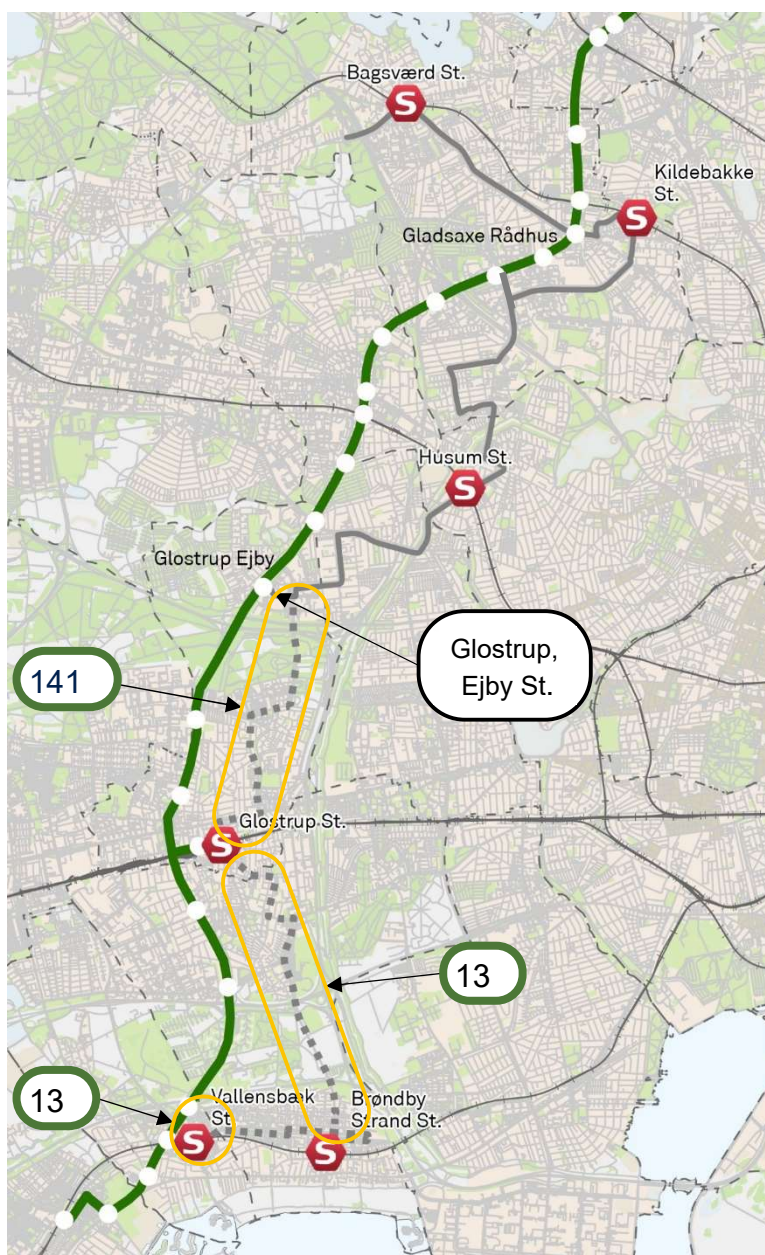 Bagsværd St.
S
Kildebakke
St.
S
Gladsaxe Rådhus
Husum St.
S
Glostrup Ejby
Glostrup,
Ejby St.
141
Glostrup St.
S
13
13
Vallensbæk
St.
S
Brøndby
Strand St.
S